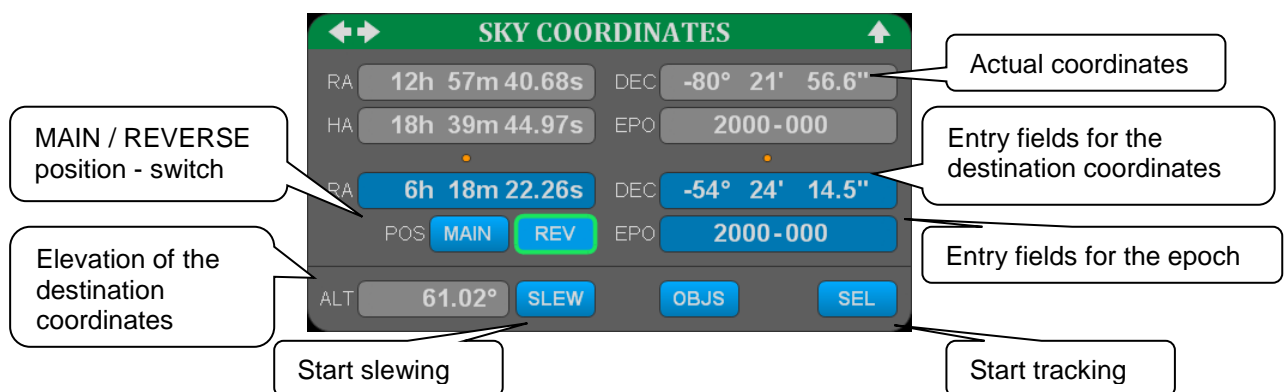 SKY COORDINATES
RA 12h 57m 40.68s DEC -80° 21' 56.6"
HA 18h 39m 44.97s EPO 2000-000
RA 6h 18m 22.26s DEC -54° 24' 14.5"
POS MAIN REV EPO 2000-000
ALT 61.02° SLEW OBJS SEL
Actual coordinates
MAIN / REVERSE
position - switch
Entry fields for the
destination coordinates
Elevation of the
destination
coordinates
Entry fields for the epoch
Start slewing
Start tracking